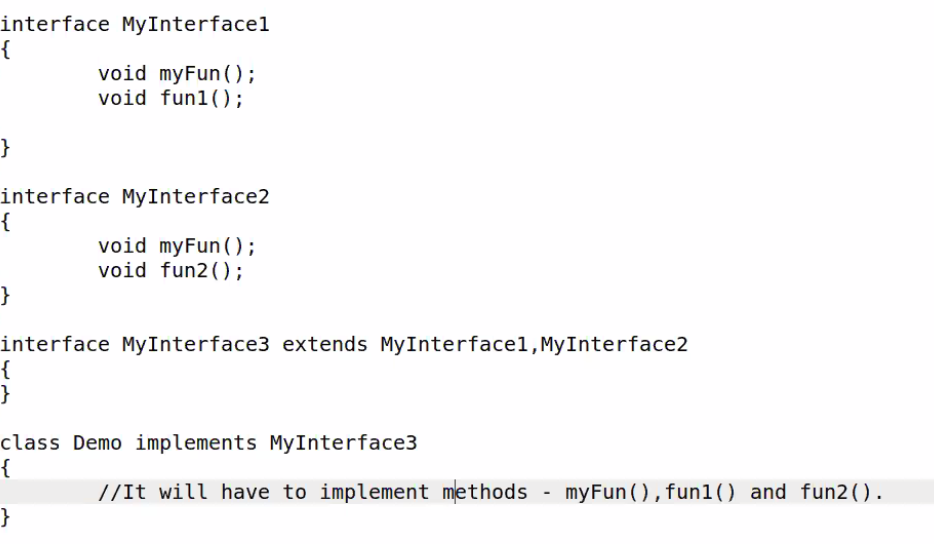 interface MyInterface1
{
void myFun();
void fun1();
}
interface MyInterface2
{
void myFun();
void fun2();
}
interface MyInterface3 extends MyInterface1,MyInterface2
{
}
class Demo implements MyInterface3
{
//It will have to implement methods - myFun(),fun1() and fun2().
}